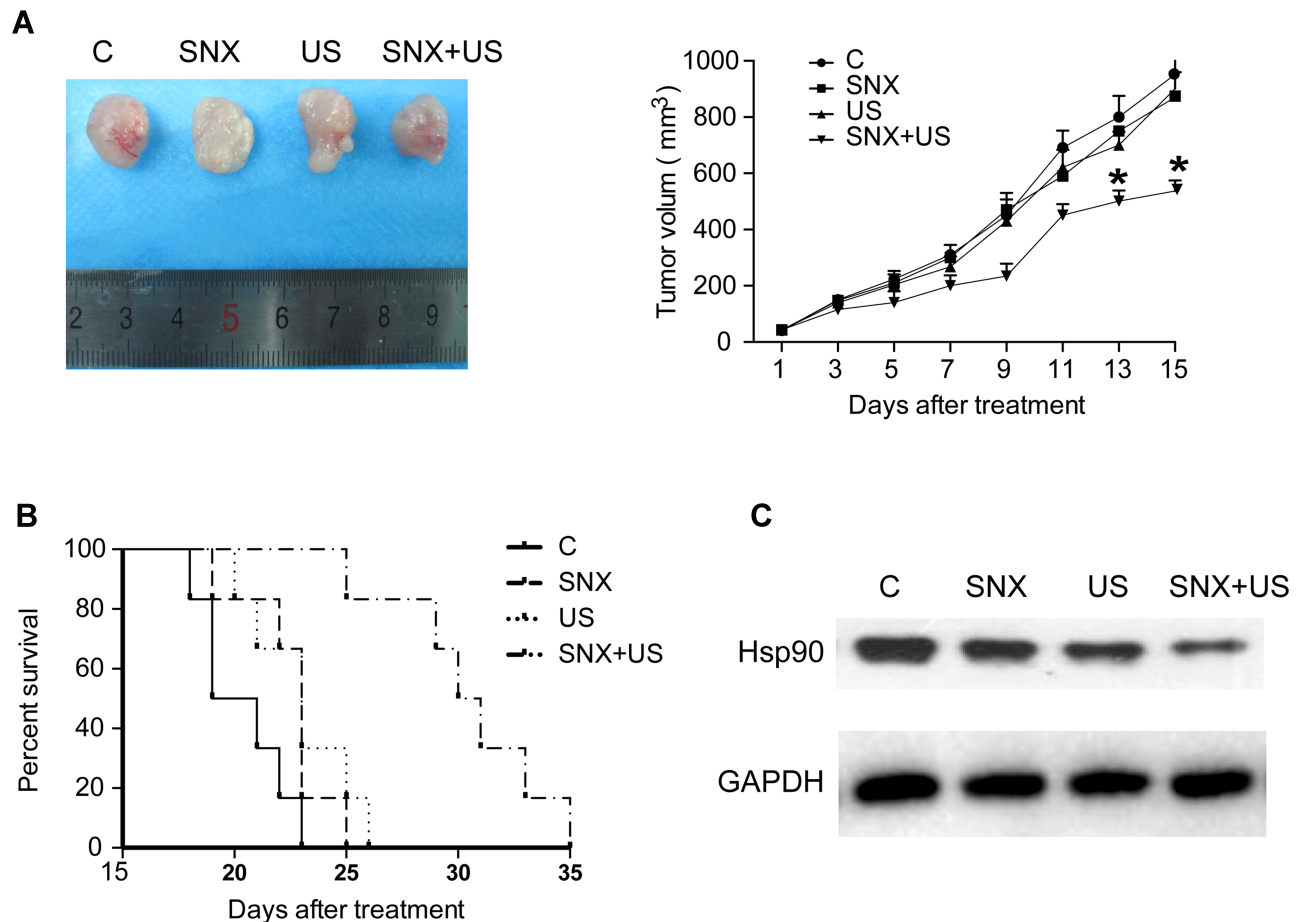 A
C SNX US SNX+US
2 3 4 5 6 7 8 9
Tumor volum ( mm³)
1000
800
600
400
200
0
C
SNX
US
SNX+US
*
*
1 3 5 7 9 11 13 15
Days after treatment
B
Percent survival
100
80
60
40
20
0
C
SNX
US
SNX+US
15 20 25 30 35
Days after treatment
C
C SNX US SNX+US
Hsp90
GAPDH